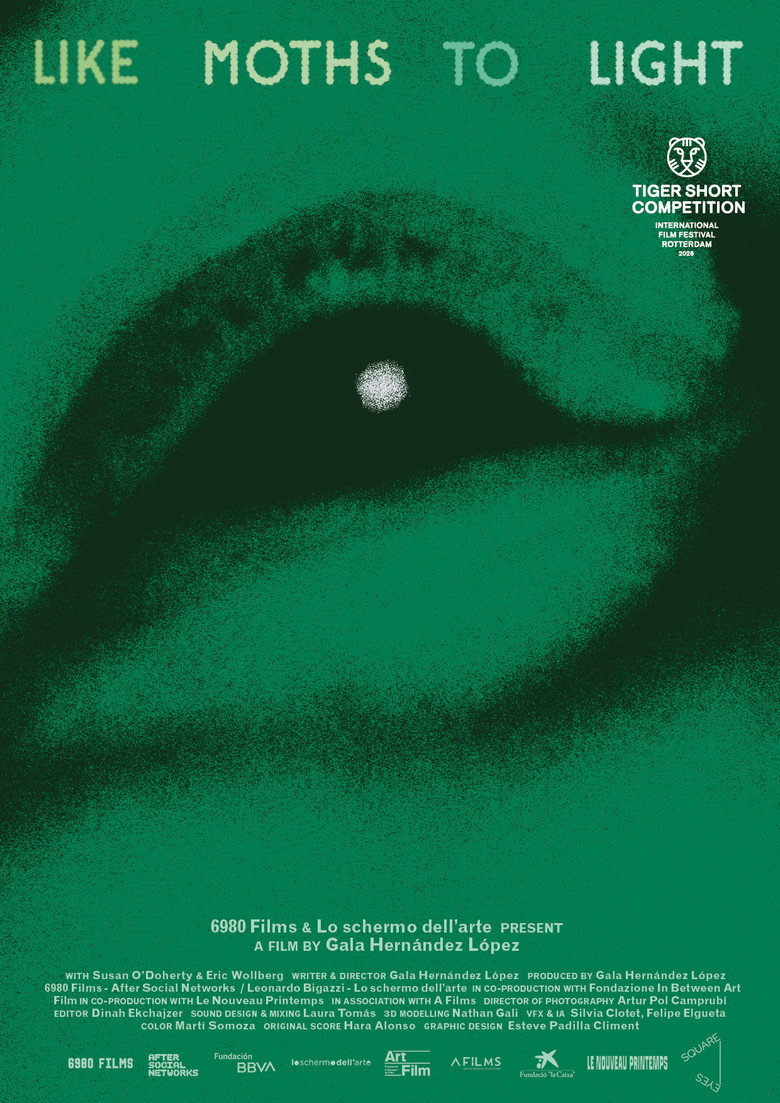 LIKE MOTHS TO LIGHT
TIGER SHORT
COMPETITION
INTERNATIONAL
FILM FESTIVAL
ROTTERDAM
2026
6980 Films & Lo schermo dell'arte PRESENT
A FILM BY Gala Hernández López
WITH Susan O'Doherty & Eric Wollberg WRITER & DIRECTOR Gala Hernández López PRODUCED BY Gala Hernández López
6980 Films - After Social Networks / Leonardo Bigazzi - Lo schermo dell'arte IN CO-PRODUCTION WITH Fondazione In Between Art
Film IN CO-PRODUCTION WITH Le Nouveau Printemps IN ASSOCIATION WITH A Films DIRECTOR OF PHOTOGRAPHY Artur Pol Camprubí
EDITOR Dinah Ekchajzer SOUND DESIGN & MIXING Laura Tomás 3D MODELLING Nathan Gali VFX & IA Silvia Clotet, Felipe Elgueta
COLOR Martí Somoza ORIGINAL SCORE Hara Alonso GRAPHIC DESIGN Esteve Padilla Climent
6980 FILMS
AFTER
SOCIAL
NETWORKS
Fundación
BBVA
loschermodell'arte
Art
Film
A FILMS
Fundació "la Caixa"
LE NOUVEAU PRINTEMPS
SQUARE
EYES